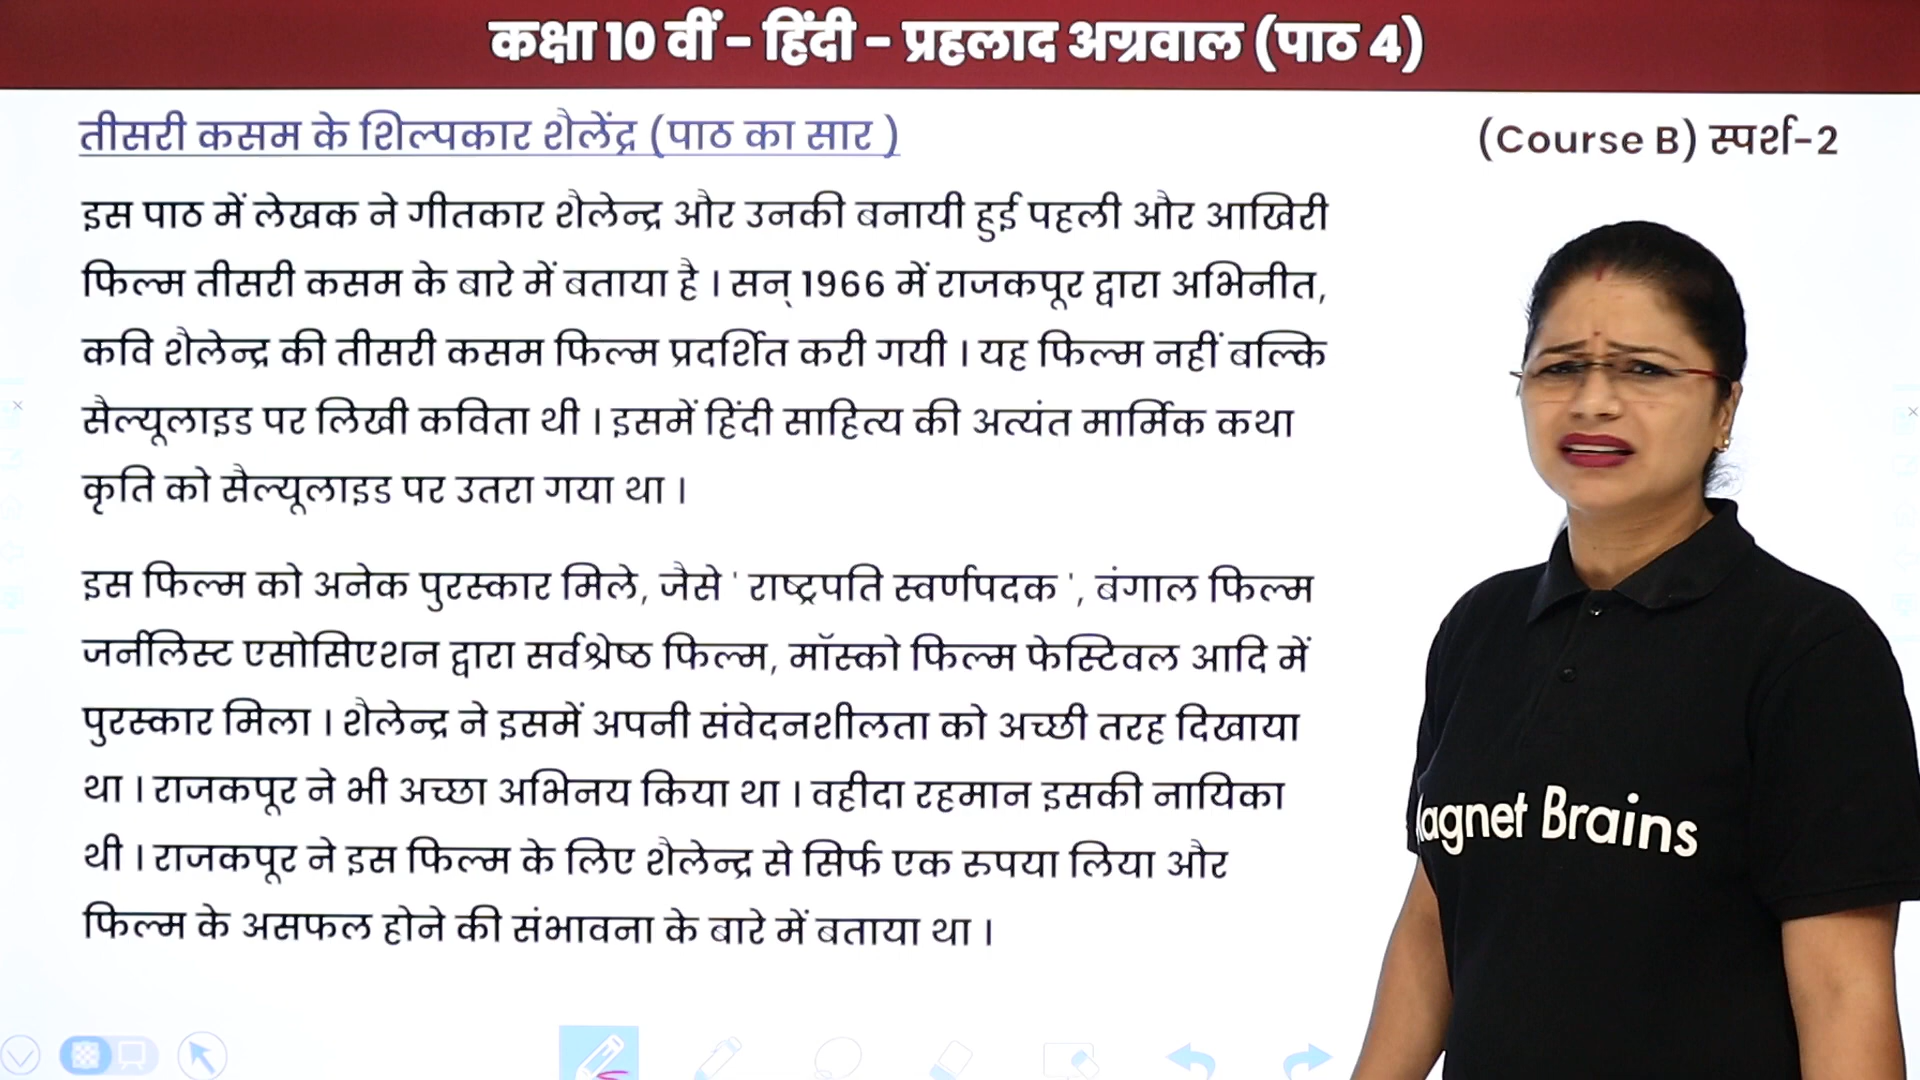 कक्षा 10 वीं - हिंदी - प्रहलाद अग्रवाल (पाठ 4)
तीसरी कसम के शिल्पकार शैलेंद्र (पाठ का सार )
(Course B) स्पर्श-2
इस पाठ में लेखक ने गीतकार शैलेन्द्र और उनकी बनायी हुई पहली और आखिरी
फिल्म तीसरी कसम के बारे में बताया है । सन् 1966 में राजकपूर द्वारा अभिनीत,
कवि शैलेन्द्र की तीसरी कसम फिल्म प्रदर्शित करी गयी । यह फिल्म नहीं बल्कि
सैल्यूलाइड पर लिखी कविता थी । इसमें हिंदी साहित्य की अत्यंत मार्मिक कथा
कृति को सैल्यूलाइड पर उतरा गया था ।
इस फिल्म को अनेक पुरस्कार मिले, जैसे ' राष्ट्रपति स्वर्णपदक ', बंगाल फिल्म
जर्नलिस्ट एसोसिएशन द्वारा सर्वश्रेष्ठ फिल्म, मॉस्को फिल्म फेस्टिवल आदि में
पुरस्कार मिला । शैलेन्द्र ने इसमें अपनी संवेदनशीलता को अच्छी तरह दिखाया
था । राजकपूर ने भी अच्छा अभिनय किया था । वहीदा रहमान इसकी नायिका
थी । राजकपूर ने इस फिल्म के लिए शैलेन्द्र से सिर्फ एक रुपया लिया और
फिल्म के असफल होने की संभावना के बारे में बताया था ।
agnet Brains